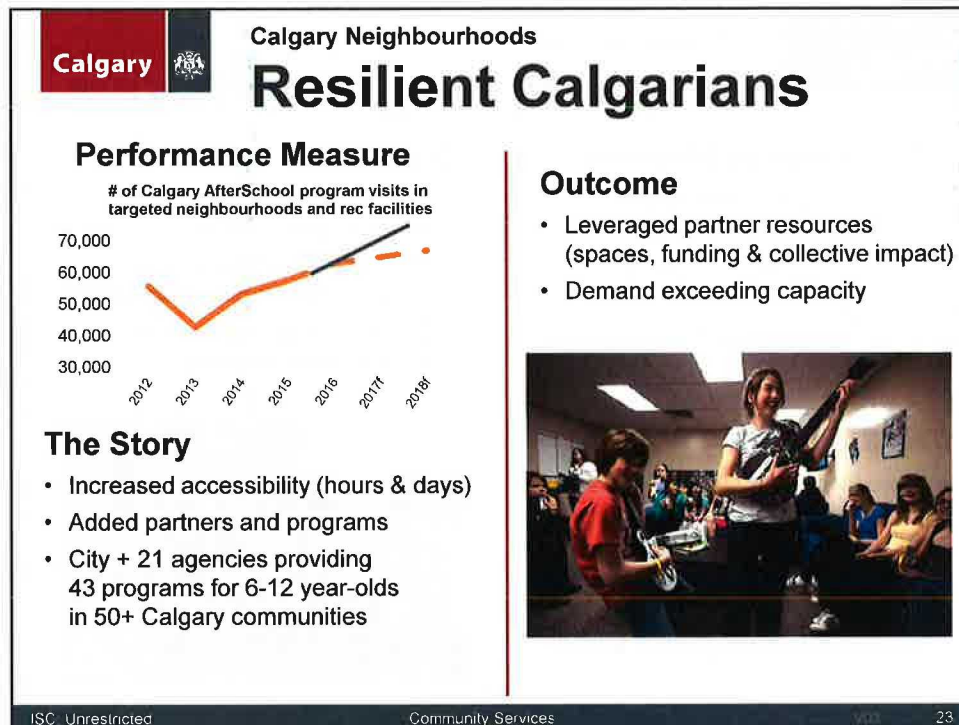 Calgary
Calgary Neighbourhoods
Resilient Calgarians
Performance Measure
# of Calgary AfterSchool program visits in
targeted neighbourhoods and rec facilities
70,000
60,000
50,000
40,000
30,000
2012
2013
2014
2015
2016
2017f
2018f
The Story
• Increased accessibility (hours & days)
• Added partners and programs
• City + 21 agencies providing
43 programs for 6-12 year-olds
in 50+ Calgary communities
Outcome
• Leveraged partner resources
(spaces, funding & collective impact)
• Demand exceeding capacity
ISC: Unrestricted
Community Services
23